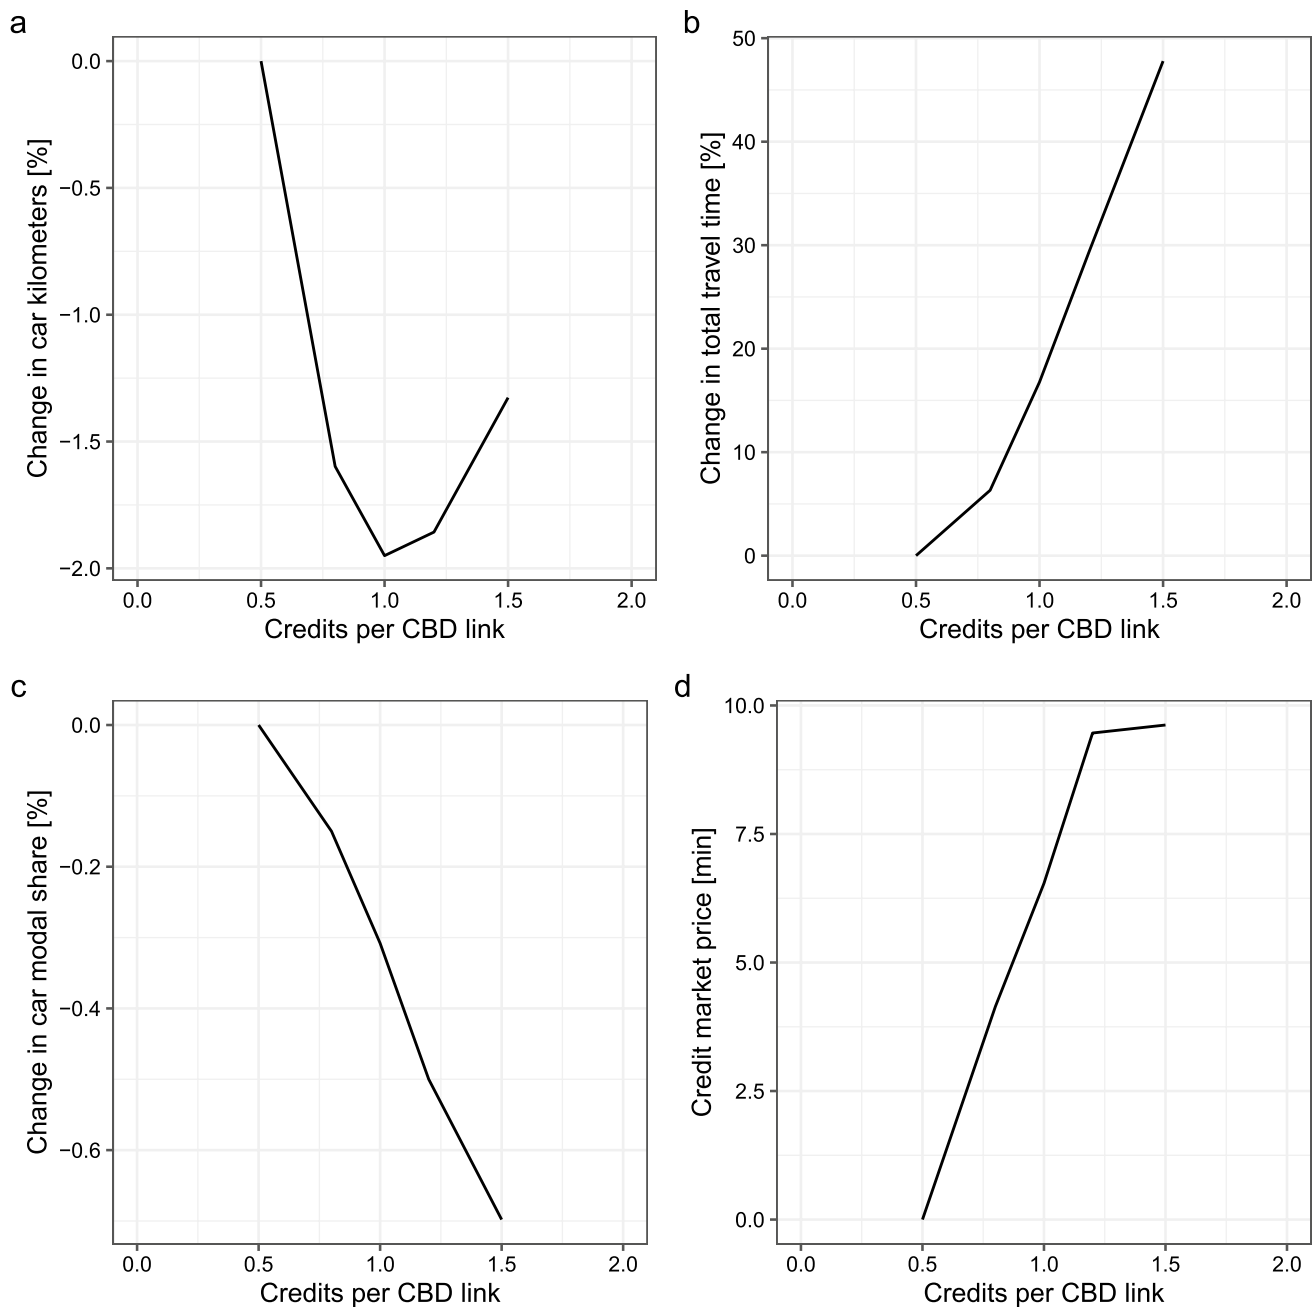 a
Change in car kilometers [%]
0.0
−0.5
−1.0
−1.5
−2.0
0.0 0.5 1.0 1.5 2.0
Credits per CBD link
b
Change in total travel time [%]
50
40
30
20
10
0
0.0 0.5 1.0 1.5 2.0
Credits per CBD link
c
Change in car modal share [%]
0.0
−0.2
−0.4
−0.6
0.0 0.5 1.0 1.5 2.0
Credits per CBD link
d
Credit market price [min]
10.0
7.5
5.0
2.5
0.0
0.0 0.5 1.0 1.5 2.0
Credits per CBD link